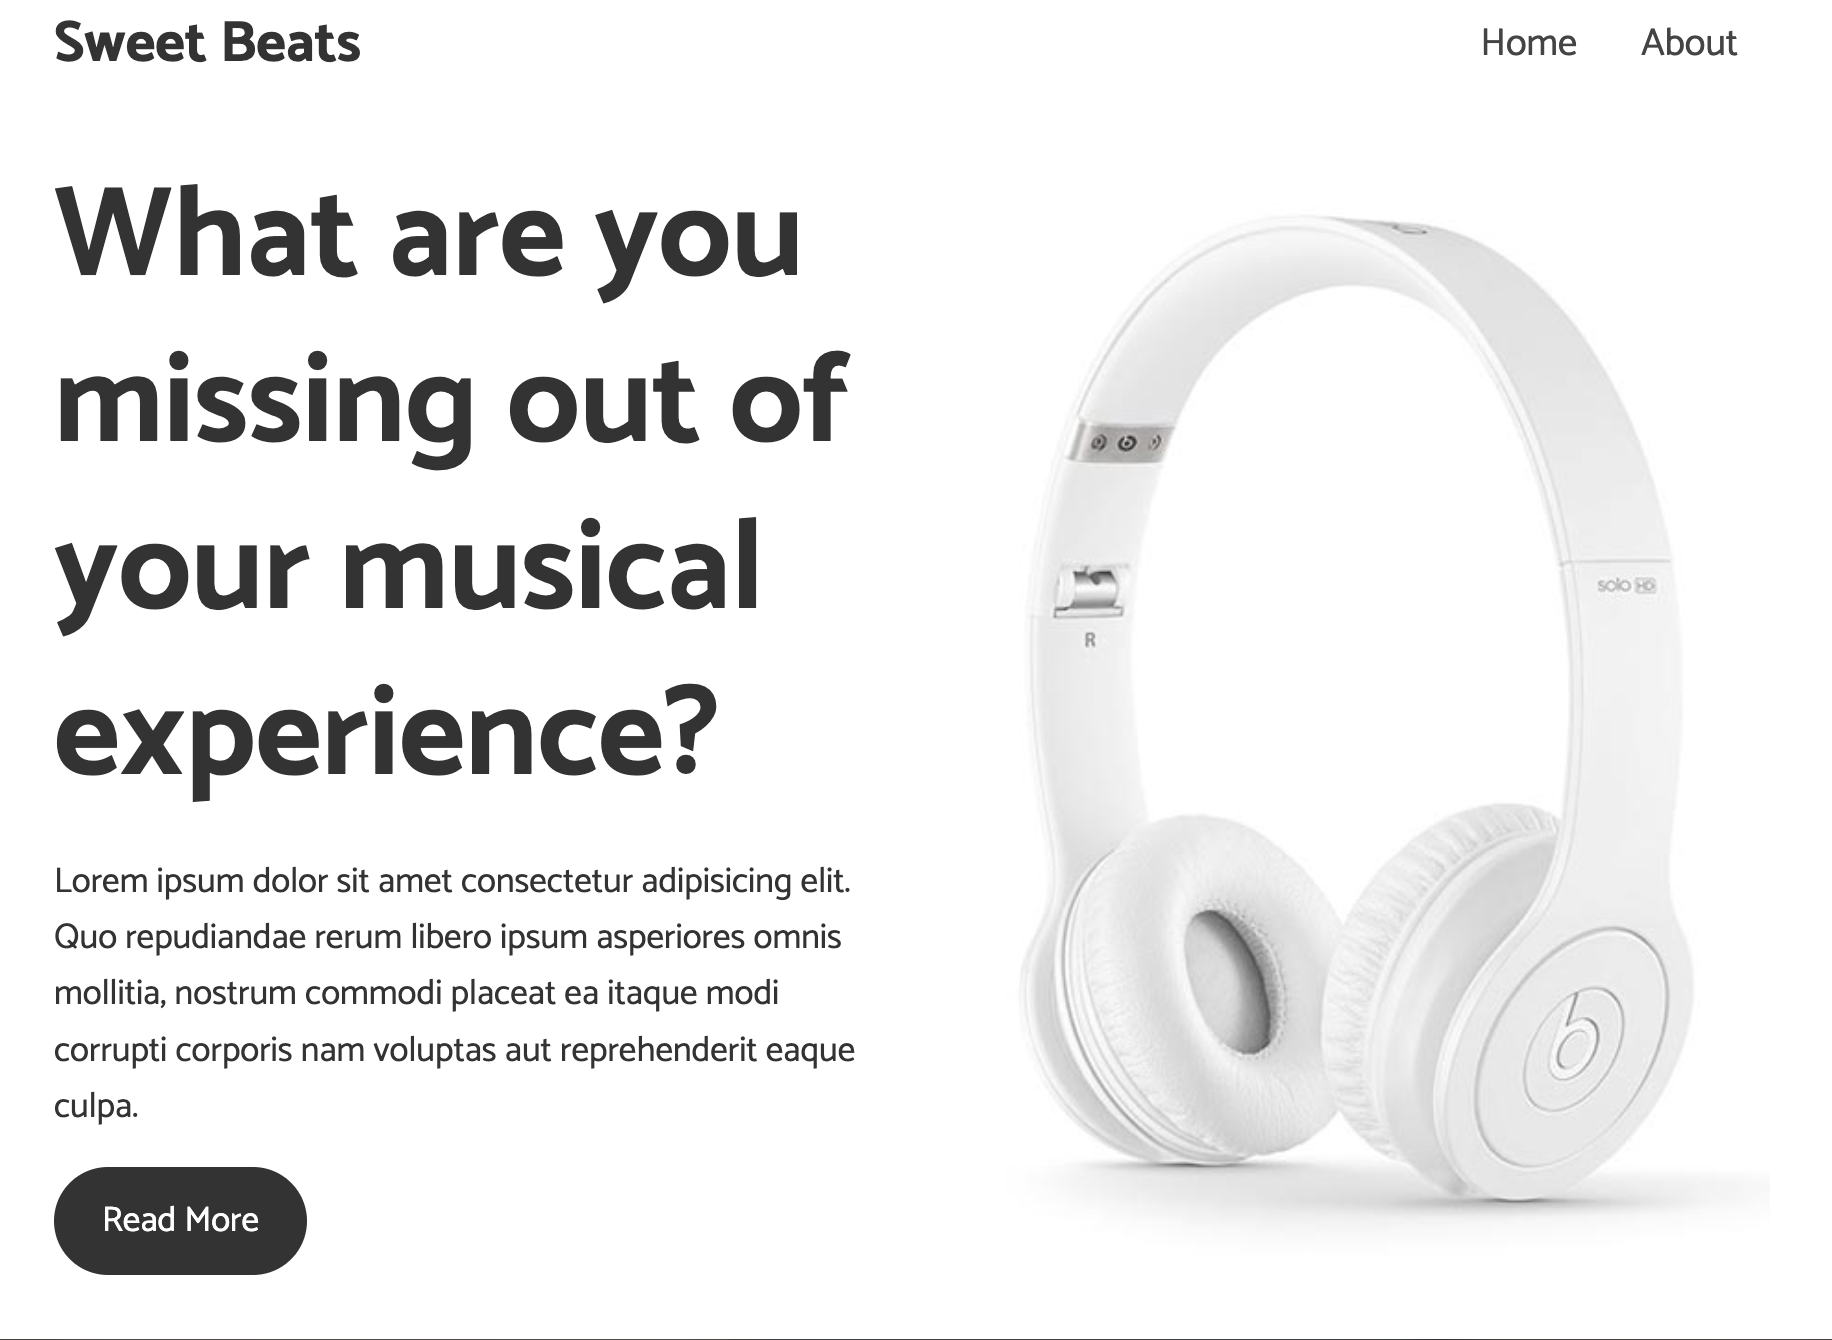 Sweet Beats
Home About
What are you
missing out of
your musical
experience?
solo HD
R
Lorem ipsum dolor sit amet consectetur adipisicing elit.
Quo repudiandae rerum libero ipsum asperiores omnis
mollitia, nostrum commodi placeat ea itaque modi
corrupti corporis nam voluptas aut reprehenderit eaque
culpa.
b
Read More